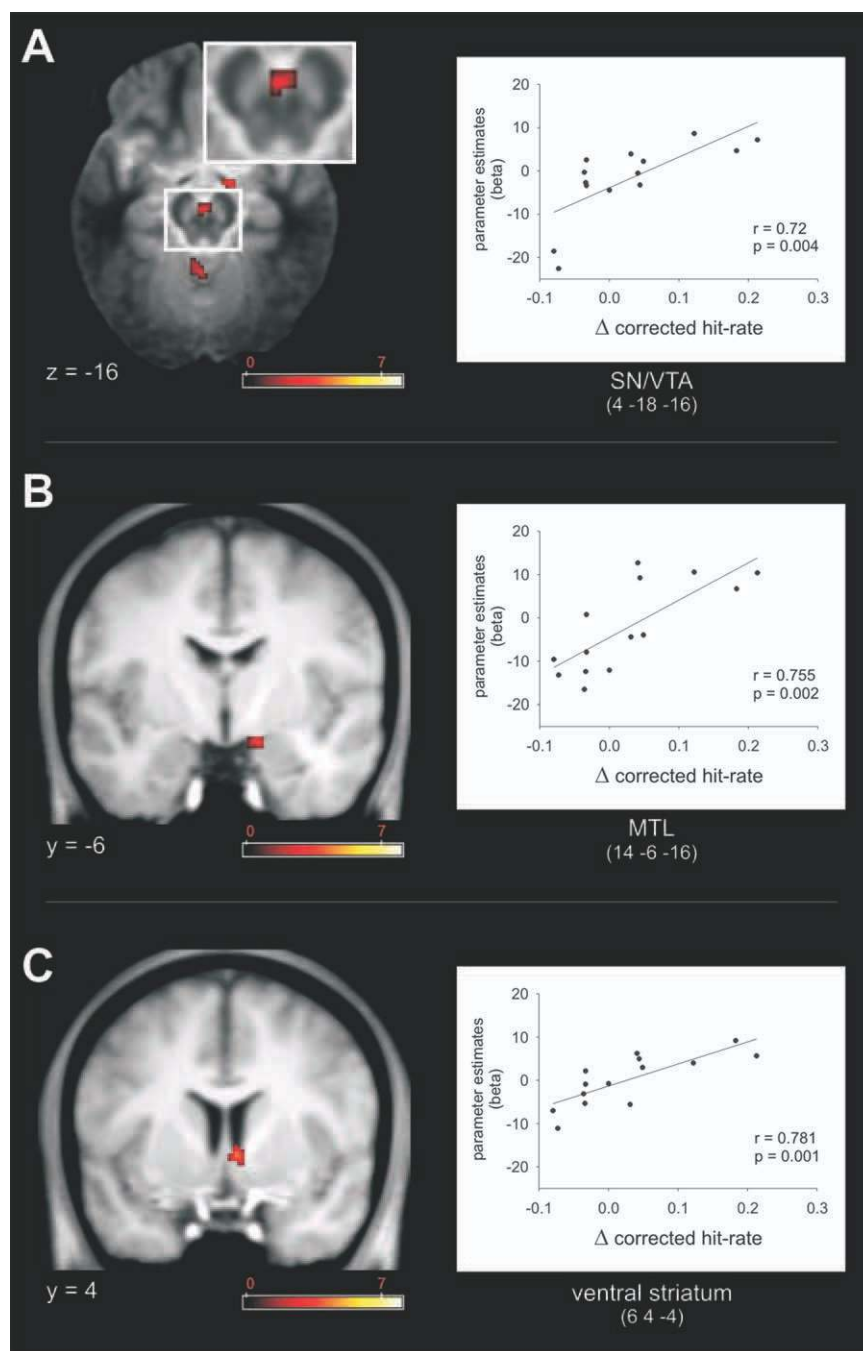 A
20
10
0
-10
-20
-0.1
0.0
0.1
0.2
0.3
parameter estimates
(beta)
r = 0.72
p = 0.004
Δ corrected hit-rate
z = -16
0 7
SN/VTA
(4 -18 -16)
B
20
10
0
-10
-20
-0.1
0.0
0.1
0.2
0.3
parameter estimates
(beta)
r = 0.755
p = 0.002
Δ corrected hit-rate
y = -6
0 7
MTL
(14 -6 -16)
C
20
10
0
-10
-20
-0.1
0.0
0.1
0.2
0.3
parameter estimates
(beta)
r = 0.781
p = 0.001
Δ corrected hit-rate
y = 4
0 7
ventral striatum
(6 4 -4)